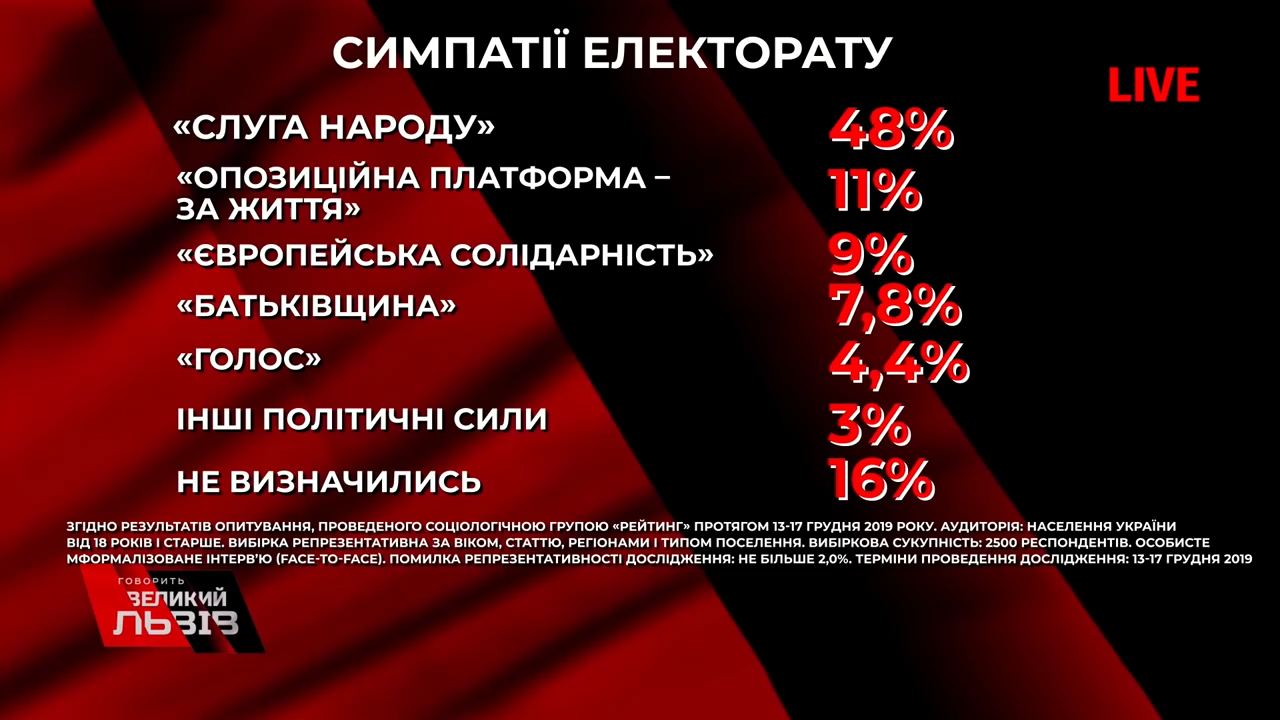 СИМПАТІЇ ЕЛЕКТОРАТУ
LIVE
«СЛУГА НАРОДУ» 48%
«ОПОЗИЦІЙНА ПЛАТФОРМА –
ЗА ЖИТТЯ» 11%
«ЄВРОПЕЙСЬКА СОЛІДАРНІСТЬ» 9%
«БАТЬКІВЩИНА» 7,8%
«ГОЛОС» 4,4%
ІНШІ ПОЛІТИЧНІ СИЛИ 3%
НЕ ВИЗНАЧИЛИСЬ 16%
ЗГІДНО РЕЗУЛЬТАТІВ ОПИТУВАННЯ, ПРОВЕДЕНОГО СОЦІОЛОГІЧНОЮ ГРУПОЮ «РЕЙТИНГ» ПРОТЯГОМ 13-17 ГРУДНЯ 2019 РОКУ. АУДИТОРІЯ: НАСЕЛЕННЯ УКРАЇНИ
ВІД 18 РОКІВ І СТАРШЕ. ВИБІРКА РЕПРЕЗЕНТАТИВНА ЗА ВІКОМ, СТАТТЮ, РЕГІОНАМИ І ТИПОМ ПОСЕЛЕННЯ. ВИБІРКОВА СУКУПНІСТЬ: 2500 РЕСПОНДЕНТІВ. ОСОБИСТЕ
МФОРМАЛІЗОВАНЕ ІНТЕРВ'Ю (FACE-TO-FACE). ПОМИЛКА РЕПРЕЗЕНТАТИВНОСТІ ДОСЛІДЖЕННЯ: НЕ БІЛЬШЕ 2,0%. ТЕРМІНИ ПРОВЕДЕННЯ ДОСЛІДЖЕННЯ: 13-17 ГРУДНЯ 2019
ГОВОРИТЬ
ВЕЛИКИЙ
ЛЬВІВ